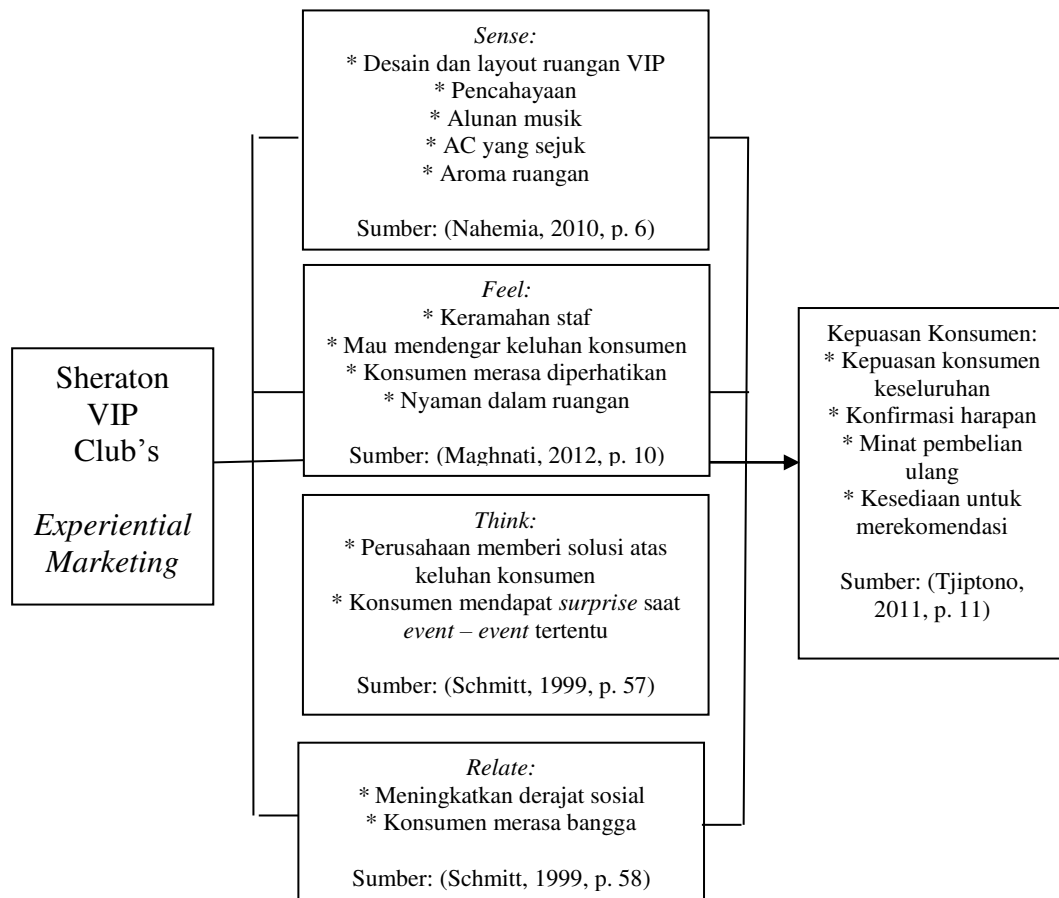 Sheraton
VIP
Club's
Experiential
Marketing
Sense:
* Desain dan layout ruangan VIP
* Pencahayaan
* Alunan musik
* AC yang sejuk
* Aroma ruangan
Sumber: (Nahemia, 2010, p. 6)
Feel:
* Keramahan staf
* Mau mendengar keluhan konsumen
* Konsumen merasa diperhatikan
* Nyaman dalam ruangan
Sumber: (Maghnati, 2012, p. 10)
Think:
* Perusahaan memberi solusi atas
keluhan konsumen
* Konsumen mendapat surprise saat
event – event tertentu
Sumber: (Schmitt, 1999, p. 57)
Relate:
* Meningkatkan derajat sosial
* Konsumen merasa bangga
Sumber: (Schmitt, 1999, p. 58)
Kepuasan Konsumen:
* Kepuasan konsumen
keseluruhan
* Konfirmasi harapan
* Minat pembelian
ulang
* Kesediaan untuk
merekomendasi
Sumber: (Tjiptono,
2011, p. 11)